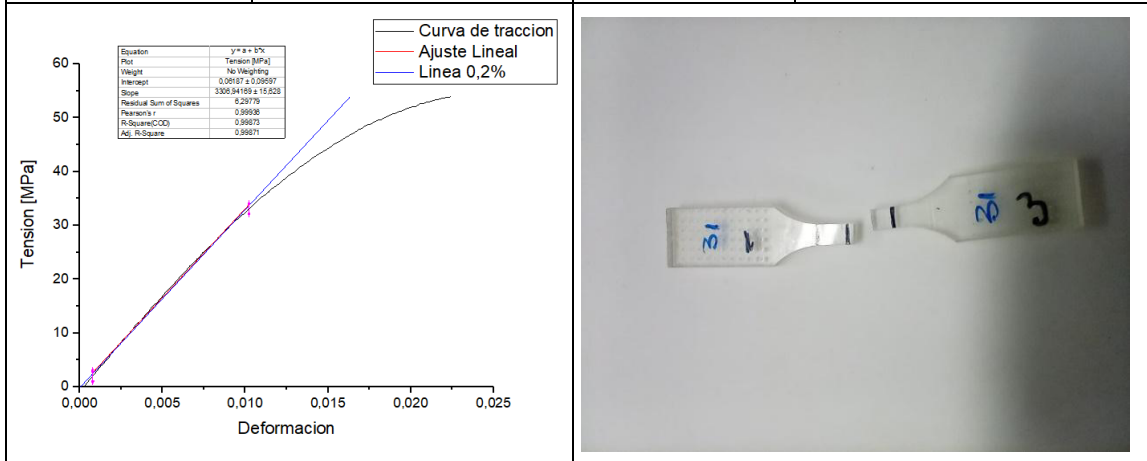 Curva de traccion
Ajuste Lineal
Linea 0,2%
Equation y = a + b*x
Plot Tension [MPa]
Weight No Weighting
Intercept 0,06187 ± 0,09597
Slope 3306,94169 ± 15,628
Residual Sum of Squares 6,29779
Pearson's r 0,99936
R-Square(COD) 0,99873
Adj. R-Square 0,99871
60
50
40
30
20
10
0
Tension [MPa]
0,000 0,005 0,010 0,015 0,020 0,025
Deformacion
31
31
3